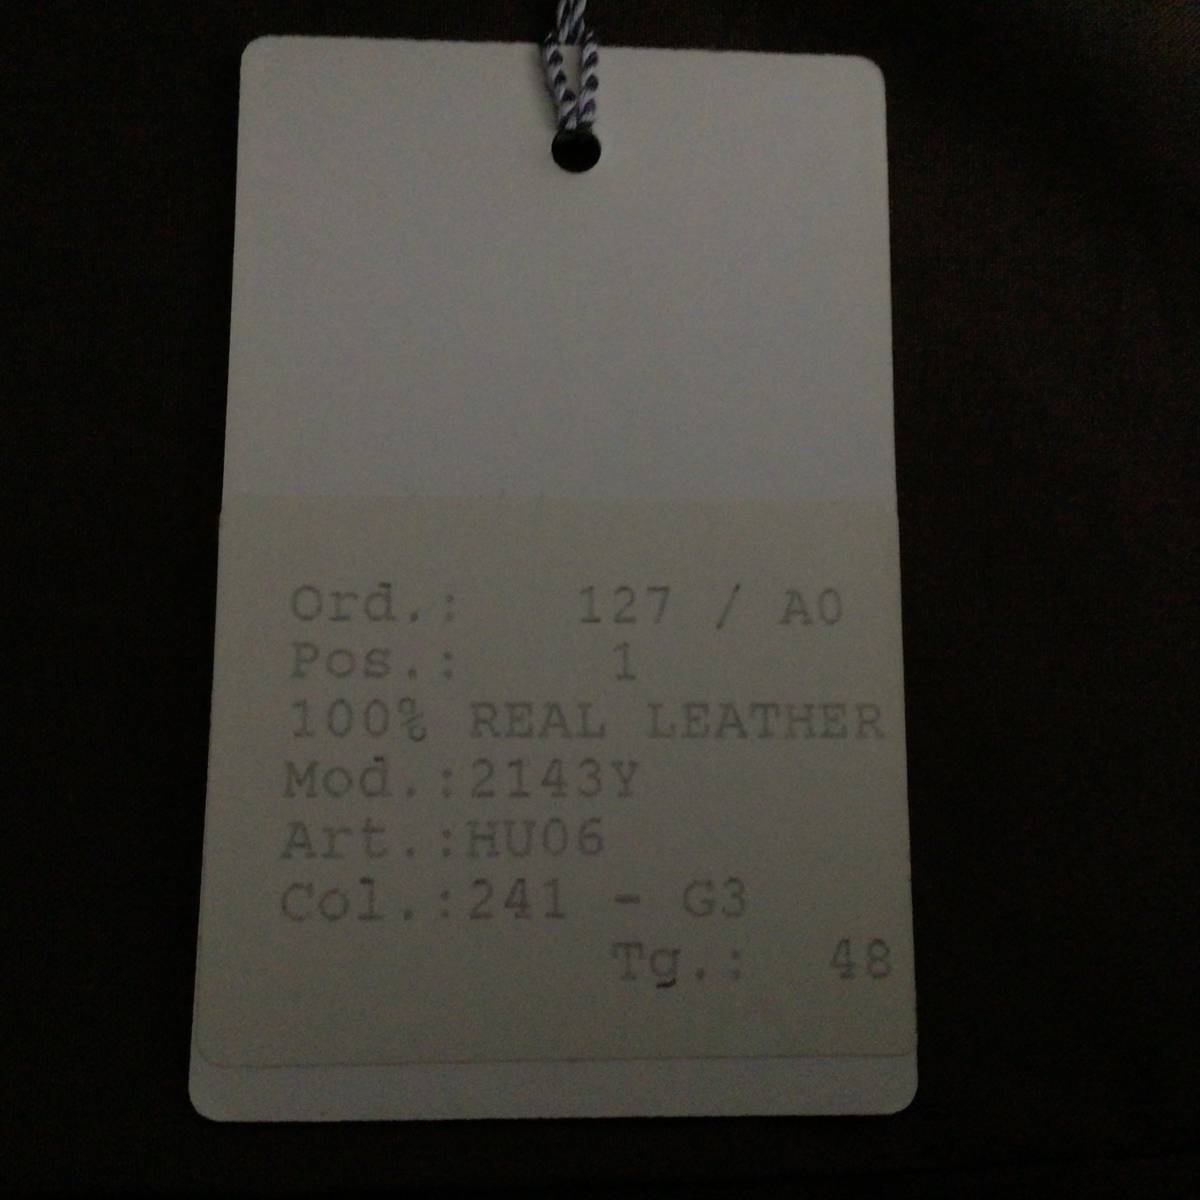 Ord.: 127 / A0
Pos.: 1
100% REAL LEATHER
Mod.:2143Y
Art.:HU06
Col.:241 - G3
Tg.: 48